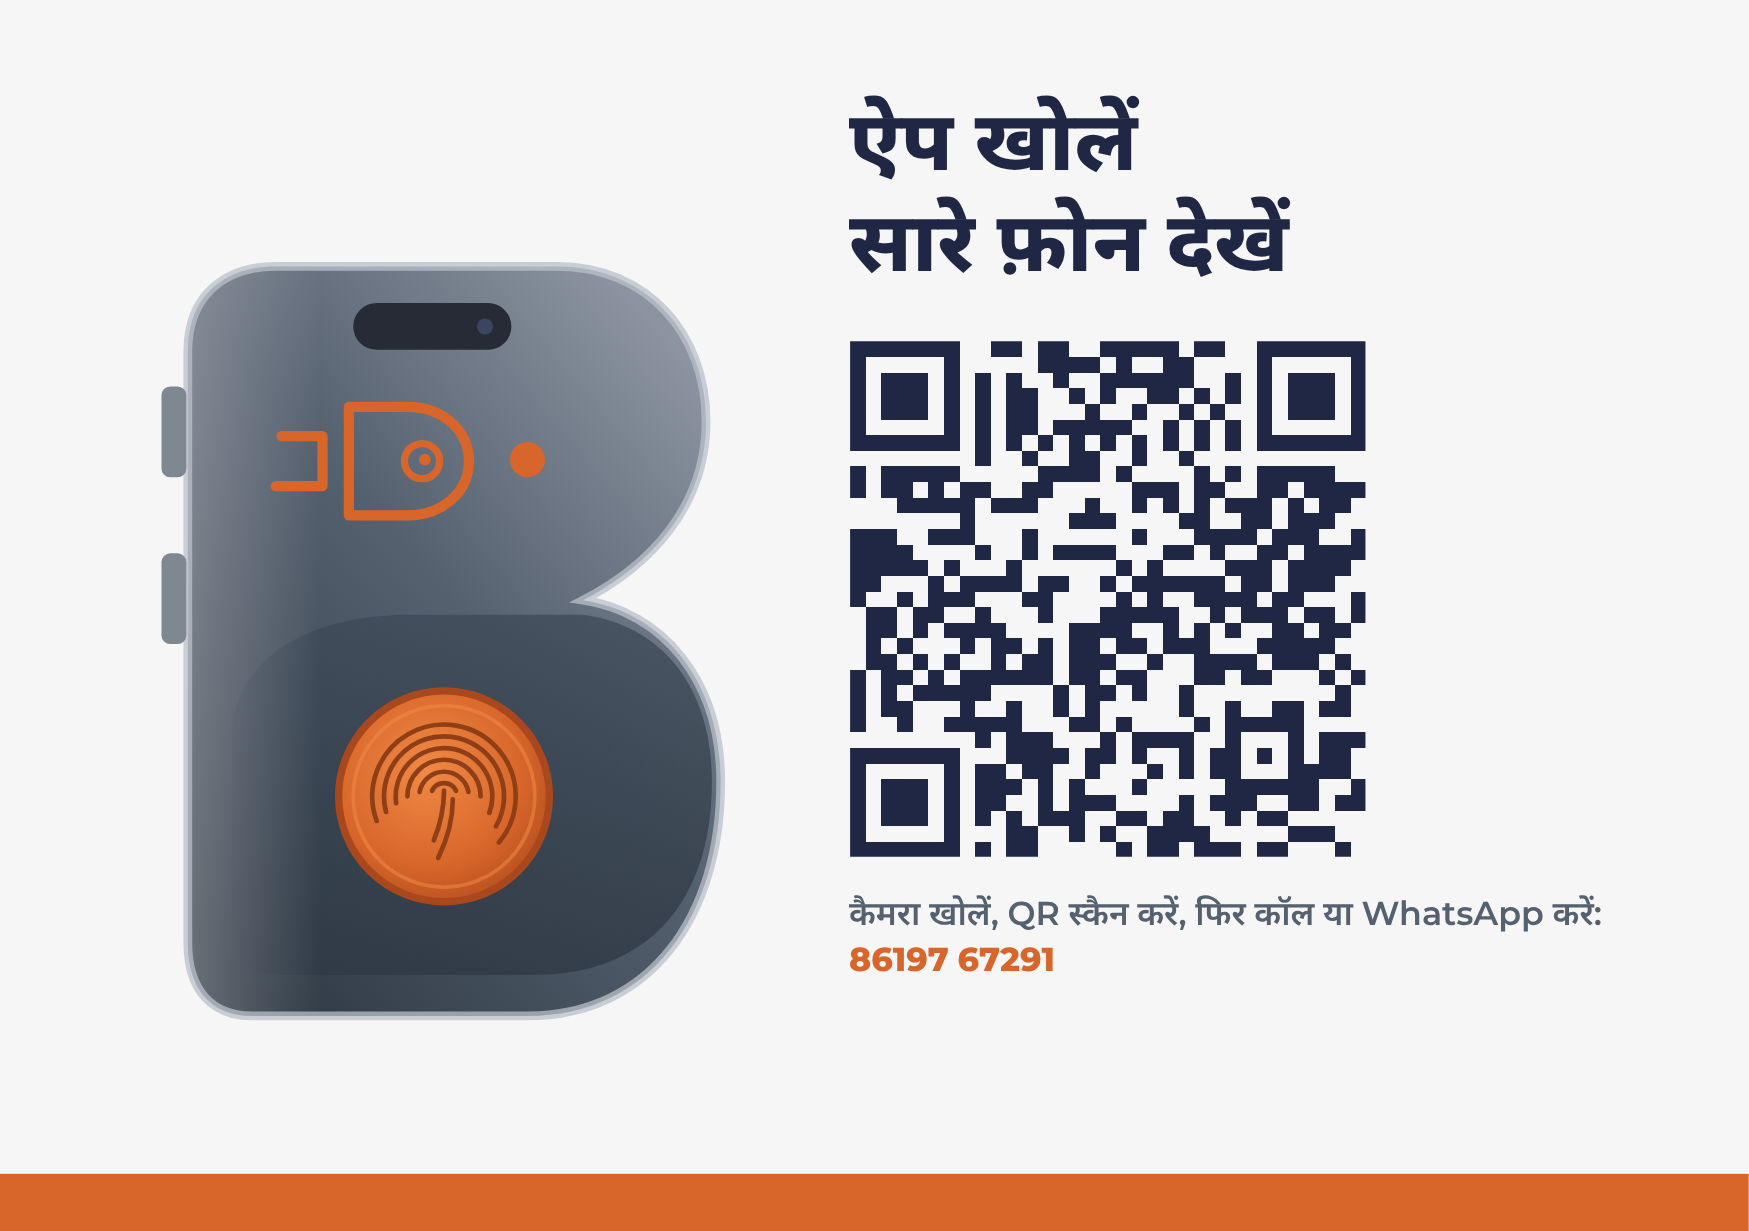 ऐप खोलें
सारे फ़ोन देखें
कैमरा खोलें, QR स्कैन करें, फिर कॉल या WhatsApp करें:
86197 67291